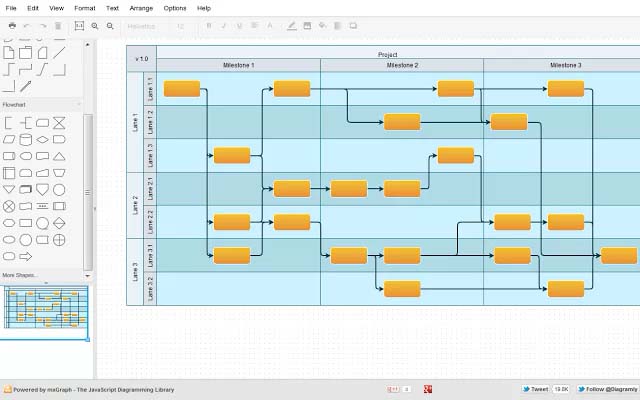 File Edit View Format Text Arrange Options Help
Helvetica 12
Project
v 1.0
Milestone 1 Milestone 2 Milestone 3
Lane 1
Lane 1.1
Lane 1.2
Lane 1.3
Lane 2
Lane 2.1
Lane 2.2
Lane 3
Lane 3.1
Lane 3.2
Flowchart
More Shapes...
Powered by mxGraph - The JavaScript Diagramming Library
Tweet 19.8K Follow @Diagramly